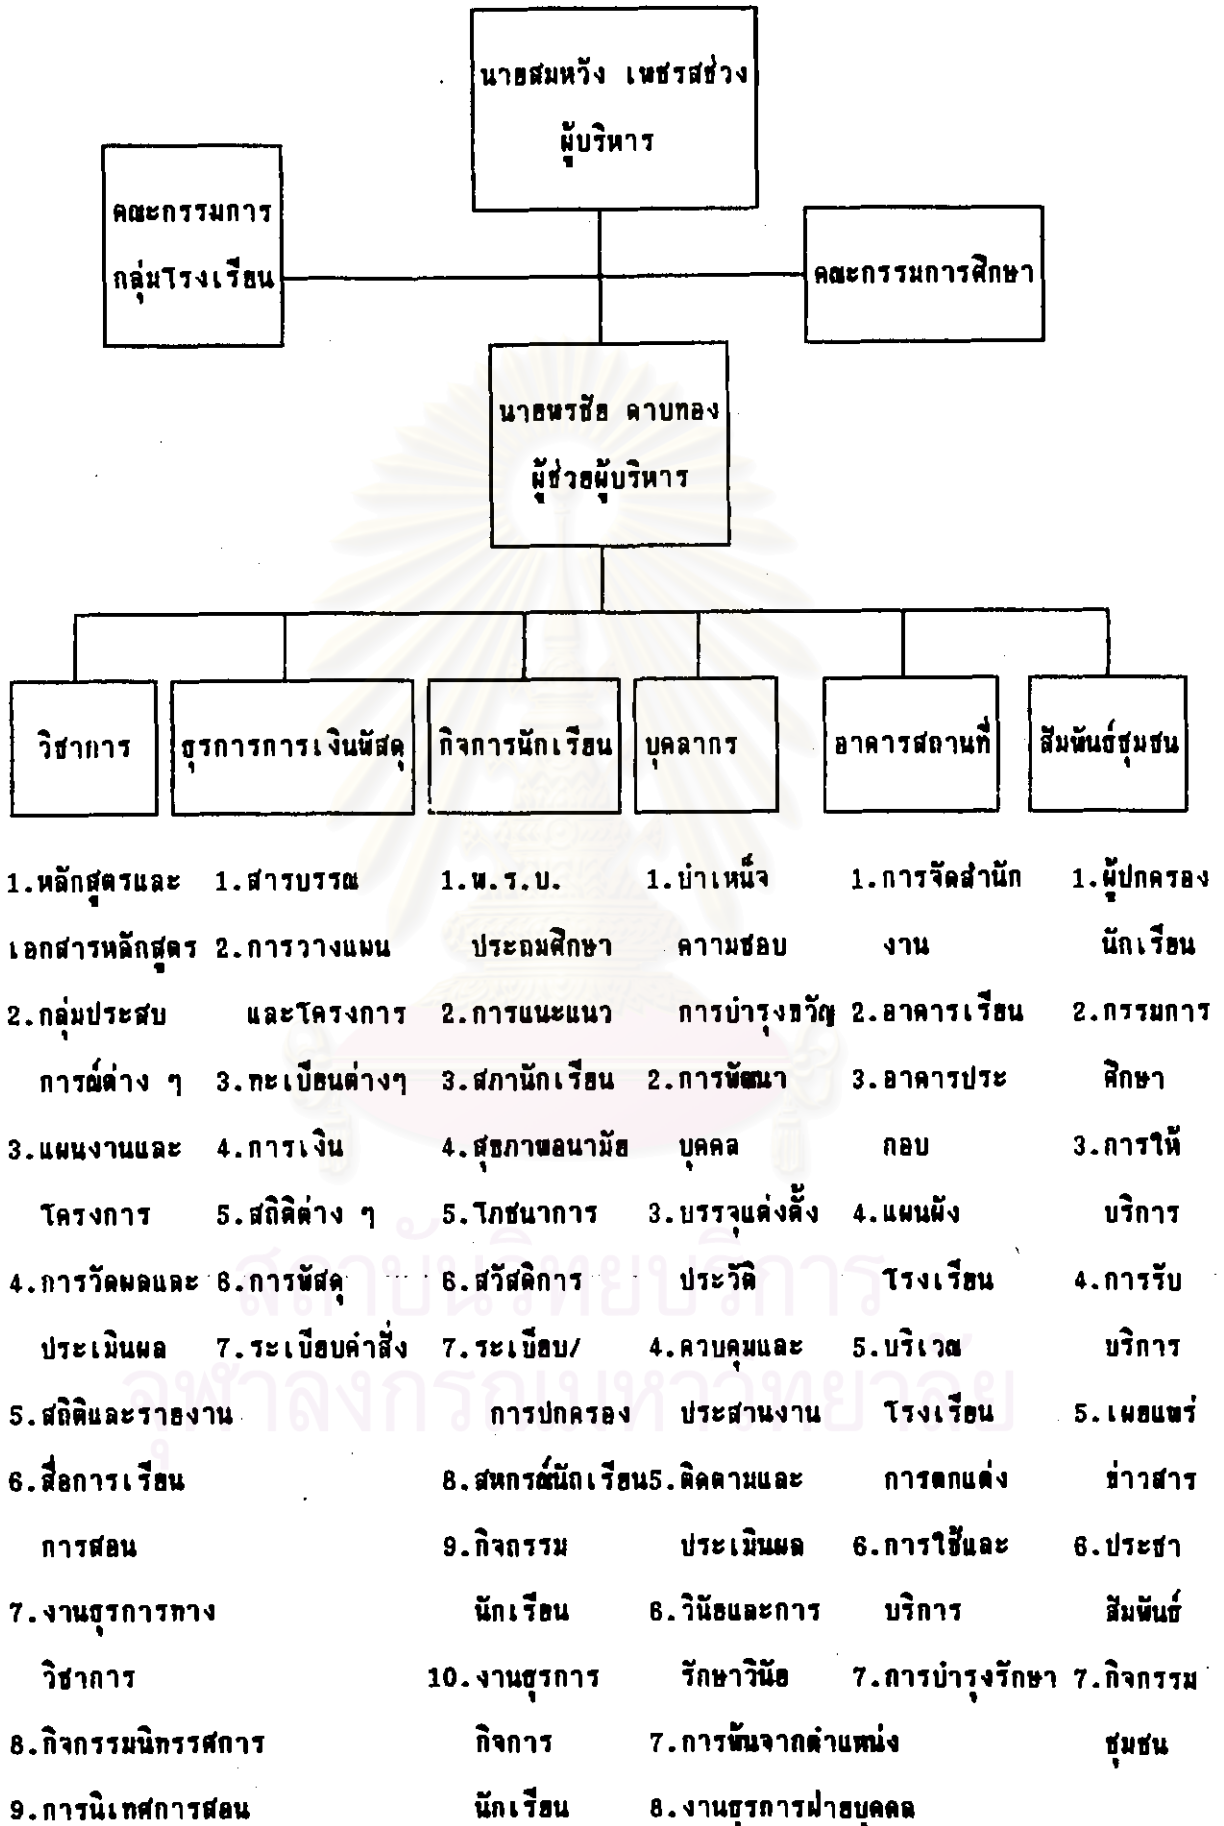 นายสมหวัง เพชรสช่วง
ผู้บริหาร
คณะกรรมการ
กลุ่มโรงเรียน
คณะกรรมการศึกษา
นายพรชัย ดาบทอง
ผู้ช่วยผู้บริหาร
วิชาการ
ธุรการการเงินพัสดุ
กิจการนักเรียน
บุคลากร
อาคารสถานที่
สัมพันธ์ชุมชน
1.หลักสูตรและ
เอกสารหลักสูตร
2.กลุ่มประสบ
การณ์ต่าง ๆ
3.แผนงานและ
โครงการ
4.การวัดผลและ
ประเมินผล
5.สถิติและรายงาน
6.สื่อการเรียน
การสอน
7.งานธุรการทาง
วิชาการ
8.กิจกรรมนิทรรศการ
9.การนิเทศการสอน
1.สารบรรณ
2.การวางแผน
และโครงการ
3.ทะเบียนต่างๆ
4.การเงิน
5.สถิติต่าง ๆ
6.การพัสดุ
7.ระเบียบคำสั่ง
1.พ.ร.บ.
ประถมศึกษา
2.การแนะแนว
3.สภานักเรียน
4.สุขภาพอนามัย
5.โภชนาการ
6.สวัสดิการ
7.ระเบียบ/
การปกครอง
8.สหกรณ์นักเรียน
9.กิจกรรม
นักเรียน
10.งานธุรการ
กิจการ
นักเรียน
1.บำเหน็จ
ความชอบ
การบำรุงขวัญ
2.การพัฒนา
บุคคล
3.บรรจุแต่งตั้ง
ประวัติ
4.ควบคุมและ
ประสานงาน
5.ติดตามและ
ประเมินผล
6.วินัยและการ
รักษาวินัย
7.การพ้นจากตำแหน่ง
8.งานธุรการฝ่ายบุคคล
1.การจัดสำนัก
งาน
2.อาคารเรียน
3.อาคารประ
กอบ
4.แผนผัง
โรงเรียน
5.บริเวณ
โรงเรียน
การตกแต่ง
6.การใช้และ
บริการ
7.การบำรุงรักษา
1.ผู้ปกครอง
นักเรียน
2.กรรมการ
ศึกษา
3.การให้
บริการ
4.การรับ
บริการ
5.เผยแพร่
ข่าวสาร
6.ประชา
สัมพันธ์
7.กิจกรรม
ชุมชน
สถาบันวิทยบริการ
จุฬาลงกรณ์มหาวิทยาลัย